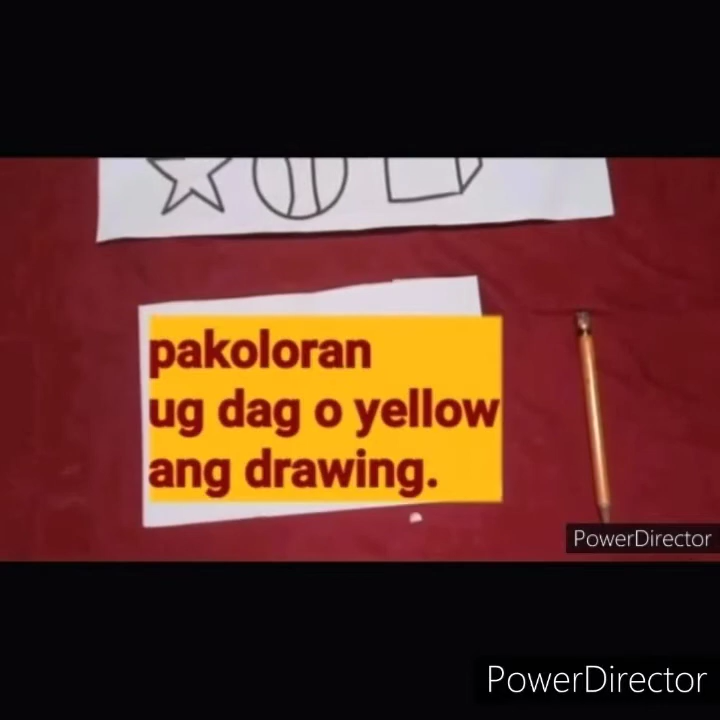 pakoloran
ug dag o yellow
ang drawing.
PowerDirector
PowerDirector